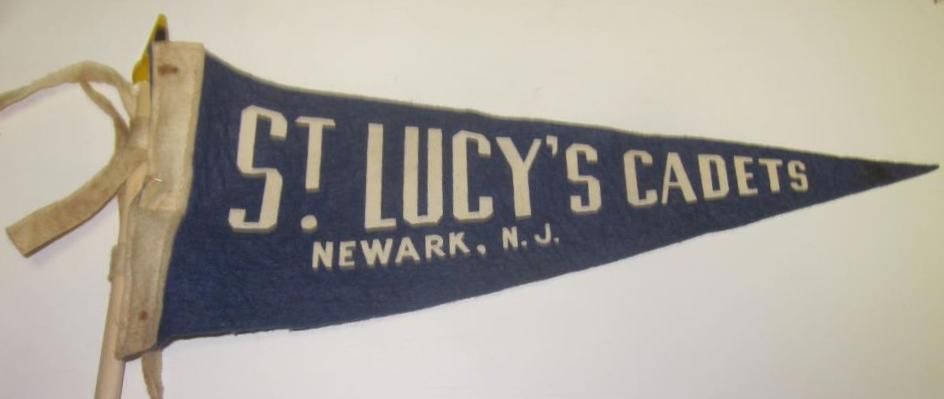 ST. LUCY'S CADETS
NEWARK, N. J.